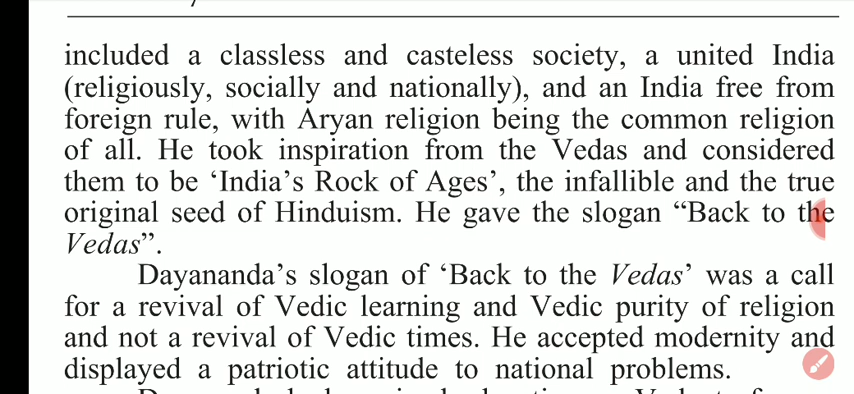 included a classless and casteless society, a united India
(religiously, socially and nationally), and an India free from
foreign rule, with Aryan religion being the common religion
of all. He took inspiration from the Vedas and considered
them to be ‘India’s Rock of Ages’, the infallible and the true
original seed of Hinduism. He gave the slogan “Back to the
Vedas”.
Dayananda’s slogan of ‘Back to the Vedas’ was a call
for a revival of Vedic learning and Vedic purity of religion
and not a revival of Vedic times. He accepted modernity and
displayed a patriotic attitude to national problems.